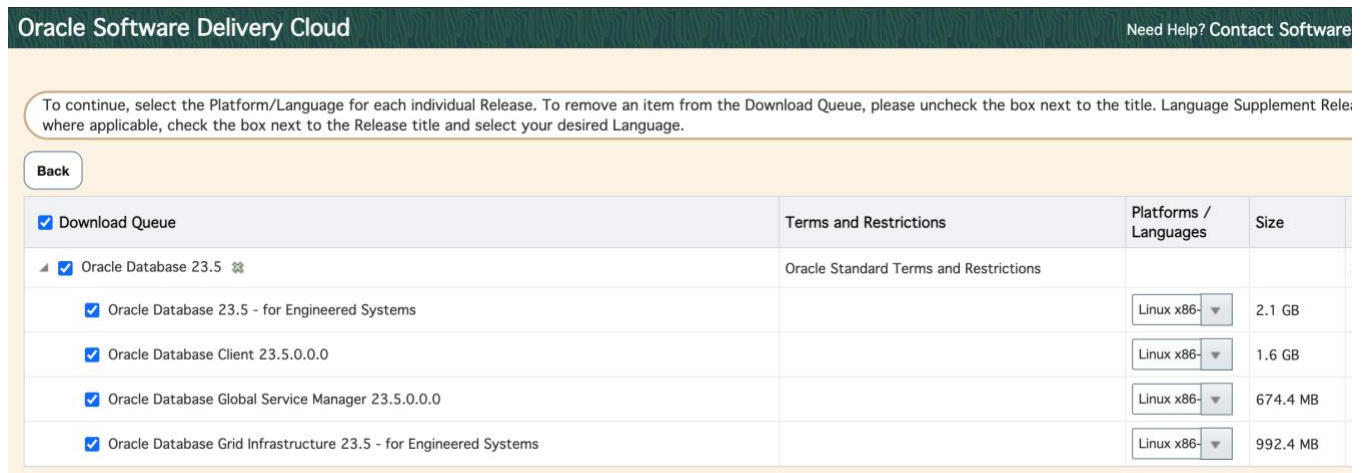 Oracle Software Delivery Cloud
Need Help? Contact Software
To continue, select the Platform/Language for each individual Release. To remove an item from the Download Queue, please uncheck the box next to the title. Language Supplement Relea
where applicable, check the box next to the Release title and select your desired Language.
Back
Download Queue
Terms and Restrictions
Platforms /
Languages
Size
Oracle Database 23.5
Oracle Standard Terms and Restrictions
Oracle Database 23.5 - for Engineered Systems
Linux x86-
2.1 GB
Oracle Database Client 23.5.0.0.0
Linux x86-
1.6 GB
Oracle Database Global Service Manager 23.5.0.0.0
Linux x86-
674.4 MB
Oracle Database Grid Infrastructure 23.5 - for Engineered Systems
Linux x86-
992.4 MB